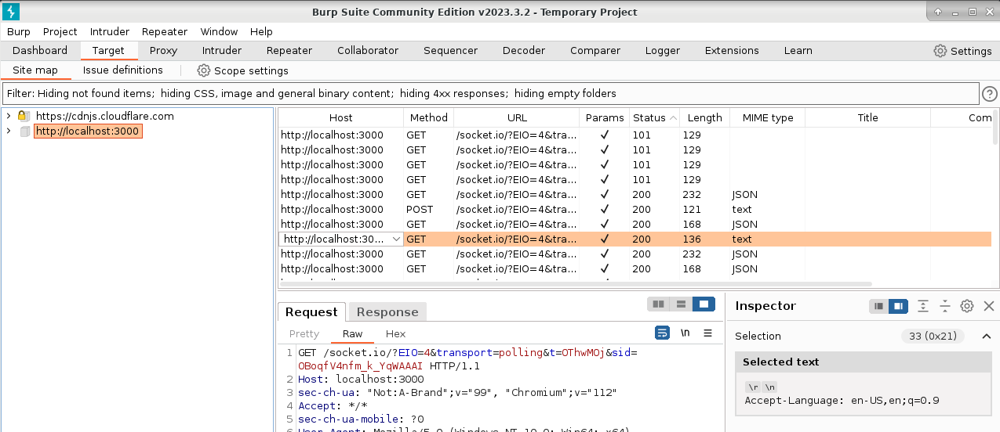 Burp Suite Community Edition v2023.3.2 - Temporary Project
Burp Project Intruder Repeater Window Help
Dashboard Target Proxy Intruder Repeater Collaborator Sequencer Decoder Comparer Logger Extensions Learn Settings
Site map Issue definitions Scope settings
Filter: Hiding not found items; hiding CSS, image and general binary content; hiding 4xx responses; hiding empty folders
https://cdnjs.cloudflare.com
http://localhost:3000
Host Method URL Params Status Length MIME type Title Com
http://localhost:3000 GET /socket.io/?EIO=4&tra... ✓ 101 129
http://localhost:3000 GET /socket.io/?EIO=4&tra... ✓ 101 129
http://localhost:3000 GET /socket.io/?EIO=4&tra... ✓ 101 129
http://localhost:3000 GET /socket.io/?EIO=4&tra... ✓ 101 129
http://localhost:3000 GET /socket.io/?EIO=4&tra... ✓ 200 232 JSON
http://localhost:3000 POST /socket.io/?EIO=4&tra... ✓ 200 121 text
http://localhost:3000 GET /socket.io/?EIO=4&tra... ✓ 200 168 JSON
http://localhost:30... GET /socket.io/?EIO=4&tra... ✓ 200 136 text
http://localhost:3000 GET /socket.io/?EIO=4&tra... ✓ 200 232 JSON
http://localhost:3000 GET /socket.io/?EIO=4&tra... ✓ 200 168 JSON
Request Response
Pretty Raw Hex \n
1 GET /socket.io/?EIO=4&transport=polling&t=OThwMOj&sid=
OBoqfV4nfm_k_YqWAAAI HTTP/1.1
2 Host: localhost:3000
3 sec-ch-ua: "Not:A-Brand";v="99", "Chromium";v="112"
4 Accept: */*
5 sec-ch-ua-mobile: ?0
6 User-Agent: Mozilla/5.0 (Windows NT 10.0; Win64; x64)
Inspector
Selection 33 (0x21)
Selected text
\r \n
Accept-Language: en-US,en;q=0.9